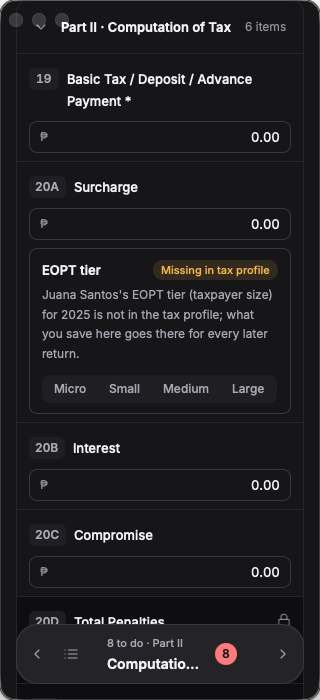 Part II · Computation of Tax 6 items
19 Basic Tax / Deposit / Advance
Payment *
₱ 0.00
20A Surcharge
₱ 0.00
EOPT tier Missing in tax profile
Juana Santos's EOPT tier (taxpayer size)
for 2025 is not in the tax profile; what
you save here goes there for every later
return.
Micro Small Medium Large
20B Interest
₱ 0.00
20C Compromise
₱ 0.00
20D Total Penalties
8 to do · Part II
Computatio... 8